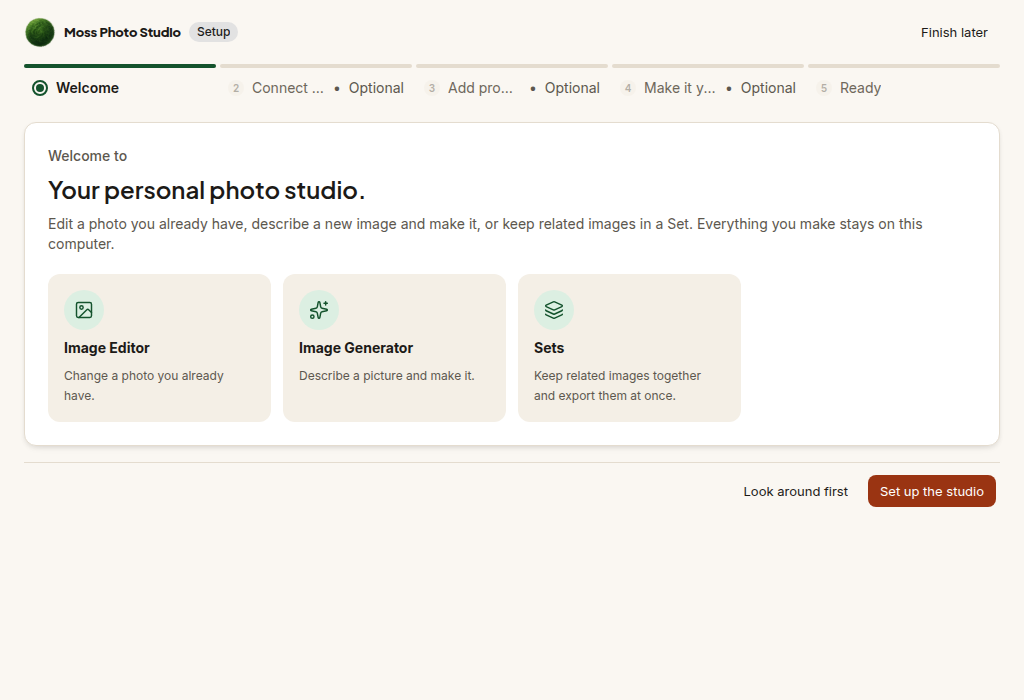 Moss Photo Studio Setup Finish later
Welcome 2 Connect ... • Optional 3 Add pro... • Optional 4 Make it y... • Optional 5 Ready
Welcome to
Your personal photo studio.
Edit a photo you already have, describe a new image and make it, or keep related images in a Set. Everything you make stays on this
computer.
Image Editor
Change a photo you already
have.
Image Generator
Describe a picture and make it.
Sets
Keep related images together
and export them at once.
Look around first Set up the studio